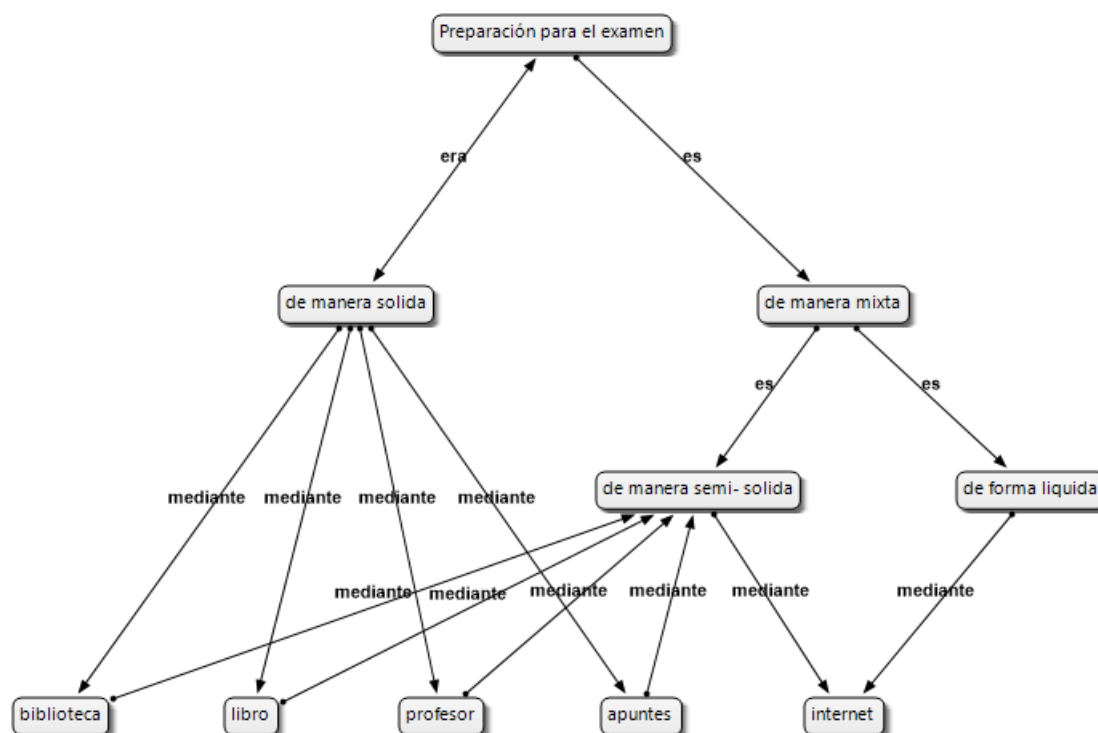 Preparación para el examen
era
es
de manera solida
de manera mixta
es
es
de manera semi- solida
de forma liquida
mediante
mediante
mediante
mediante
mediante
mediante
mediante
mediante
mediante
mediante
biblioteca
libro
profesor
apuntes
internet